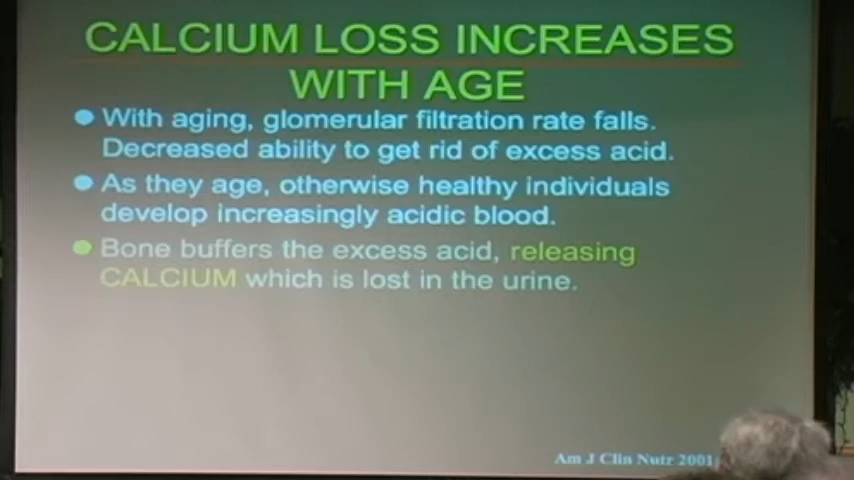 CALCIUM LOSS INCREASES
WITH AGE
With aging, glomerular filtration rate falls.
Decreased ability to get rid of excess acid.
As they age, otherwise healthy individuals
develop increasingly acidic blood.
Bone buffers the excess acid, releasing
CALCIUM which is lost in the urine.
Am J Clin Nutr 2001